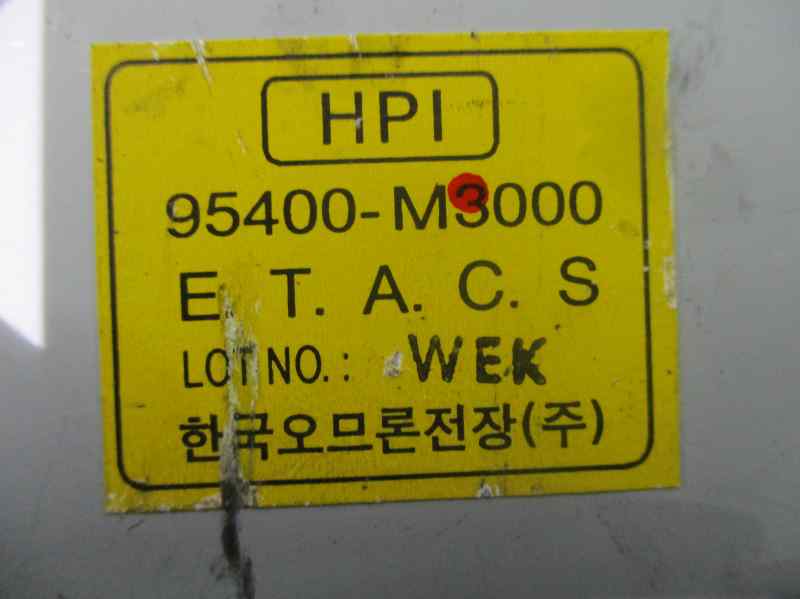 HPI
95400-M3000
E. T. A. C. S
LOT NO.: WEK
한국오므론전장(주)